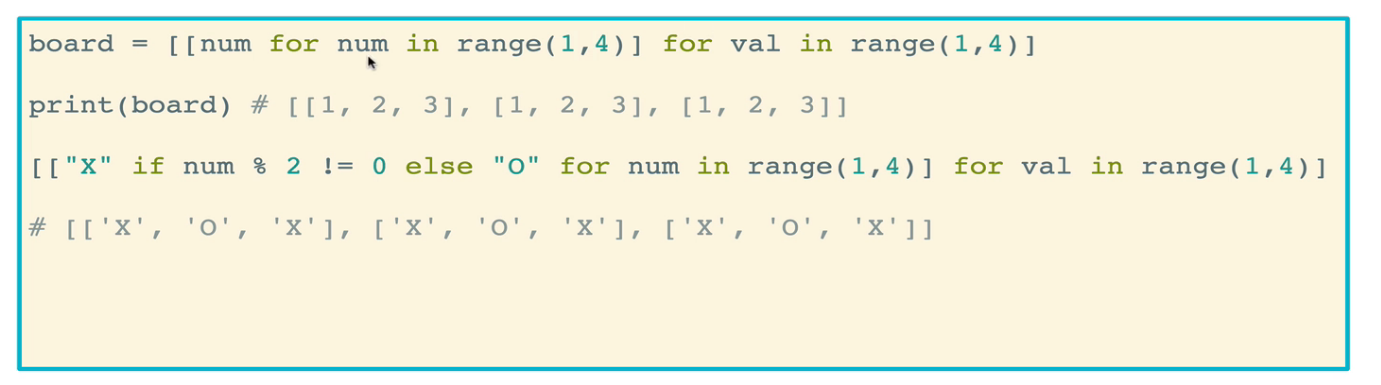 board = [[num for num in range(1,4)] for val in range(1,4)]
print(board) # [[1, 2, 3], [1, 2, 3], [1, 2, 3]]
[["X" if num % 2 != 0 else "O" for num in range(1,4)] for val in range(1,4)]
# [['X', 'O', 'X'], ['X', 'O', 'X'], ['X', 'O', 'X']]